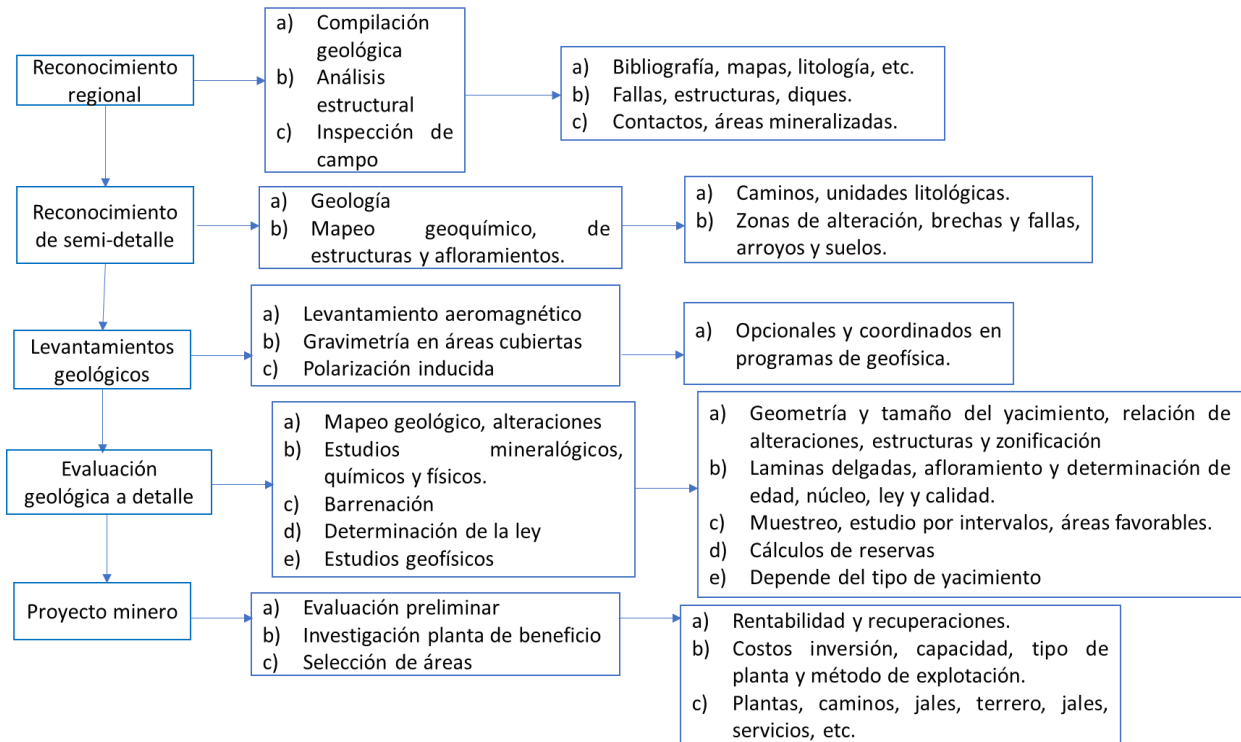 Reconocimiento
regional
a) Compilación
geológica
b) Análisis
estructural
c) Inspección de
campo
a) Bibliografía, mapas, litología, etc.
b) Fallas, estructuras, diques.
c) Contactos, áreas mineralizadas.
Reconocimiento
de semi-detalle
a) Geología
b) Mapeo geoquímico, de
estructuras y afloramientos.
a) Caminos, unidades litológicas.
b) Zonas de alteración, brechas y fallas,
arroyos y suelos.
Levantamientos
geológicos
a) Levantamiento aeromagnético
b) Gravimetría en áreas cubiertas
c) Polarización inducida
a) Opcionales y coordinados en
programas de geofísica.
Evaluación
geológica a detalle
a) Mapeo geológico, alteraciones
b) Estudios mineralógicos,
químicos y físicos.
c) Barrenación
d) Determinación de la ley
e) Estudios geofísicos
a) Geometría y tamaño del yacimiento, relación de
alteraciones, estructuras y zonificación
b) Laminas delgadas, afloramiento y determinación de
edad, núcleo, ley y calidad.
c) Muestreo, estudio por intervalos, áreas favorables.
d) Cálculos de reservas
e) Depende del tipo de yacimiento
Proyecto minero
a) Evaluación preliminar
b) Investigación planta de beneficio
c) Selección de áreas
a) Rentabilidad y recuperaciones.
b) Costos inversión, capacidad, tipo de
planta y método de explotación.
c) Plantas, caminos, jales, terrero, jales,
servicios, etc.